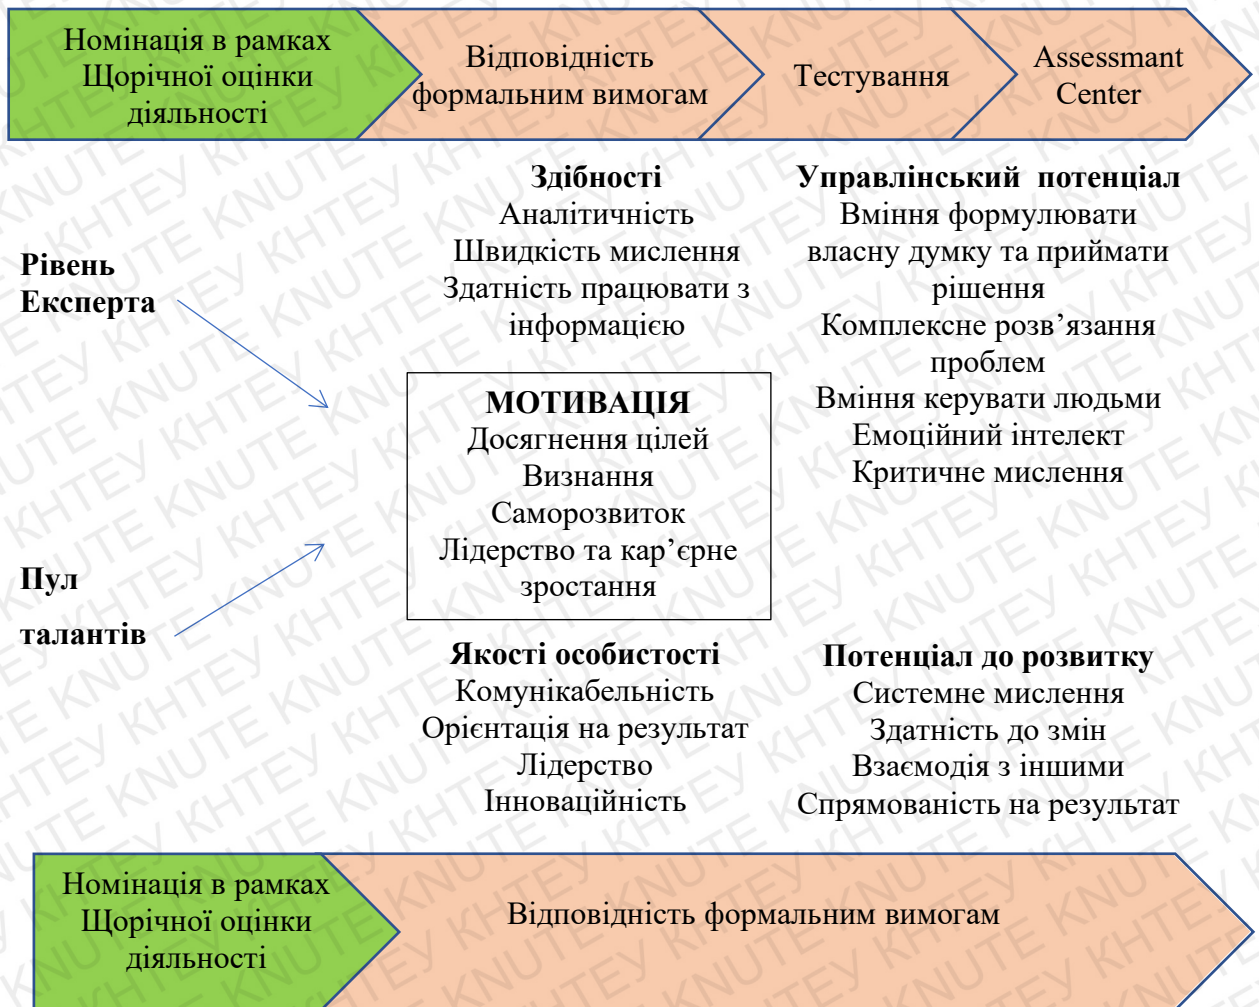 Номінація в рамках
Щорічної оцінки
діяльності
Відповідність
формальним вимогам
Тестування
Assessmant
Center
Рівень
Експерта
Пул
талантів
Здібності
Аналітичність
Швидкість мислення
Здатність працювати з
інформацією
МОТИВАЦІЯ
Досягнення цілей
Визнання
Саморозвиток
Лідерство та кар’єрне
зростання
Якості особистості
Комунікабельність
Орієнтація на результат
Лідерство
Інноваційність
Управлінський потенціал
Вміння формулювати
власну думку та приймати
рішення
Комплексне розв’язання
проблем
Вміння керувати людьми
Емоційний інтелект
Критичне мислення
Потенціал до розвитку
Системне мислення
Здатність до змін
Взаємодія з іншими
Спрямованість на результат
Номінація в рамках
Щорічної оцінки
діяльності
Відповідність формальним вимогам